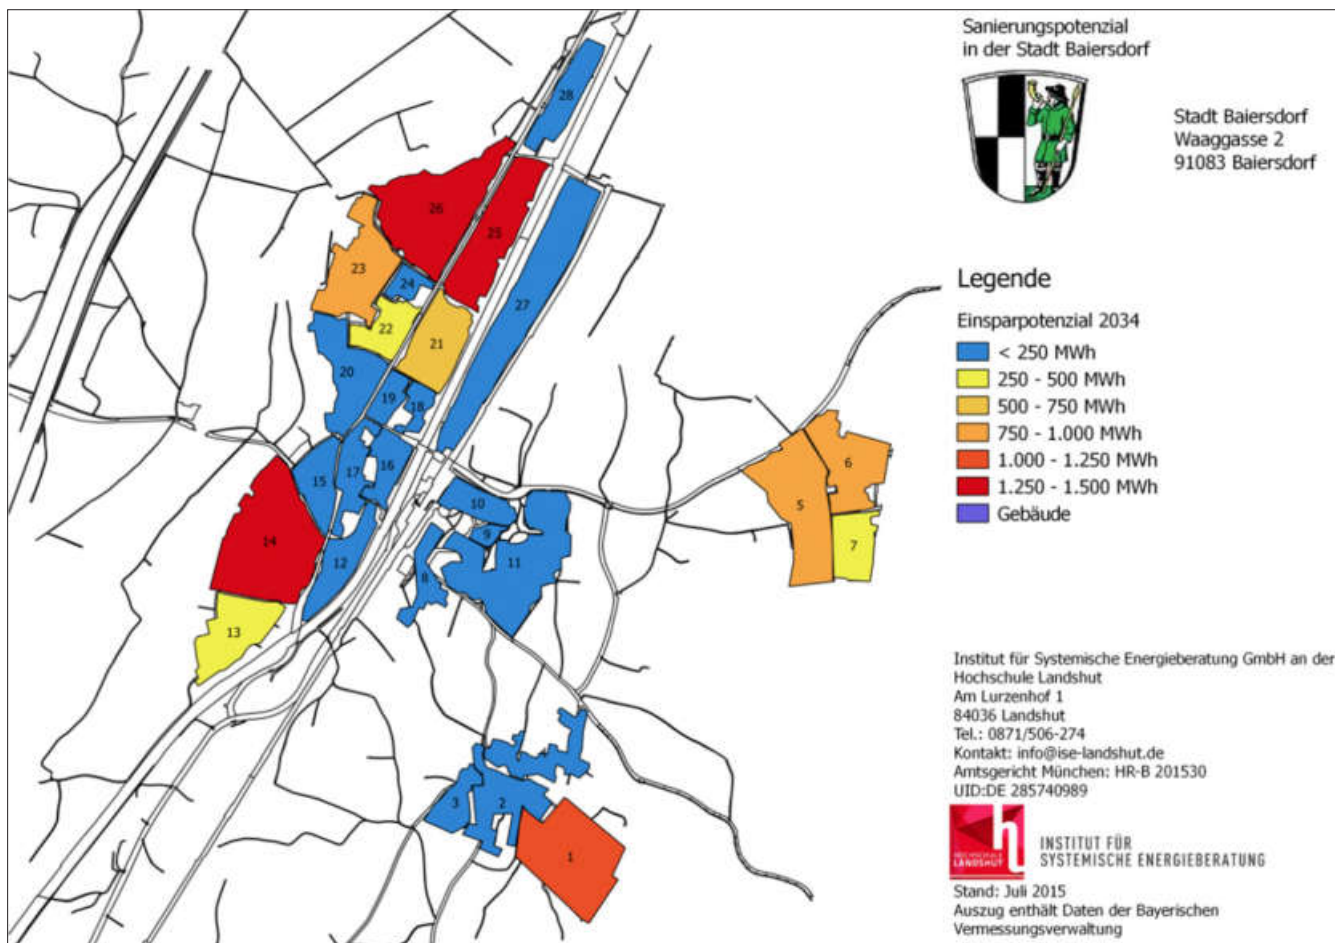 Sanierungspotenzial
in der Stadt Baiersdorf
Stadt Baiersdorf
Waaggasse 2
91083 Baiersdorf
Legende
Einsparpotenzial 2034
< 250 MWh
250 - 500 MWh
500 - 750 MWh
750 - 1.000 MWh
1.000 - 1.250 MWh
1.250 - 1.500 MWh
Gebäude
28
26
25
23
24
27
22
21
20
19
18
17
16
15
14
13
12
10
9
11
8
5
6
7
4
3
2
1
Institut für Systemische Energieberatung GmbH an der
Hochschule Landshut
Am Lurzenhof 1
84036 Landshut
Tel.: 0871/506-274
Kontakt: info@ise-landshut.de
Amtsgericht München: HR-B 201530
UID:DE 285740989
HOCHSCHULE
LANDSHUT
INSTITUT FÜR
SYSTEMISCHE ENERGIEBERATUNG
Stand: Juli 2015
Auszug enthält Daten der Bayerischen
Vermessungsverwaltung